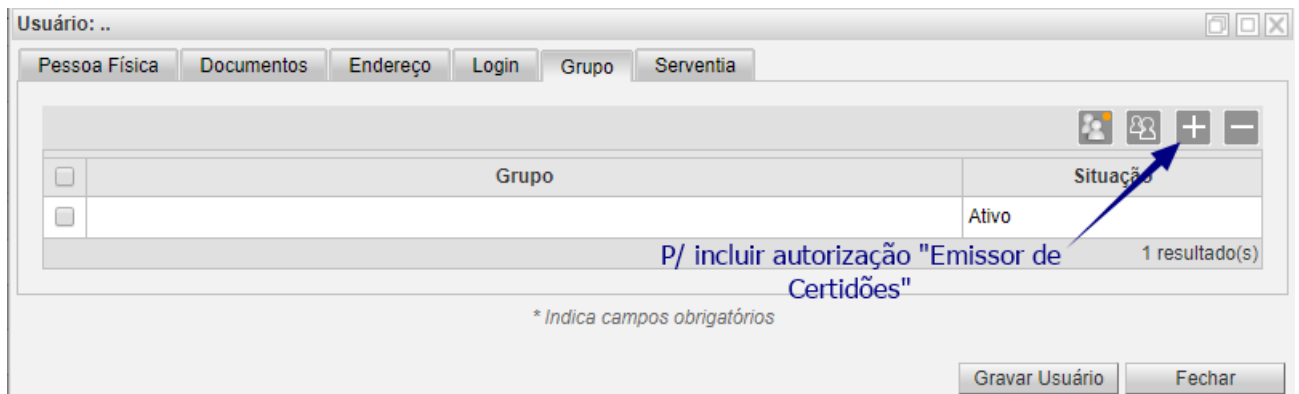 Usuário: ..
Pessoa Física Documentos Endereço Login Grupo Serventia
Grupo Situação
Ativo
P/ incluir autorização "Emissor de
Certidões"
1 resultado(s)
* Indica campos obrigatórios
Gravar Usuário Fechar